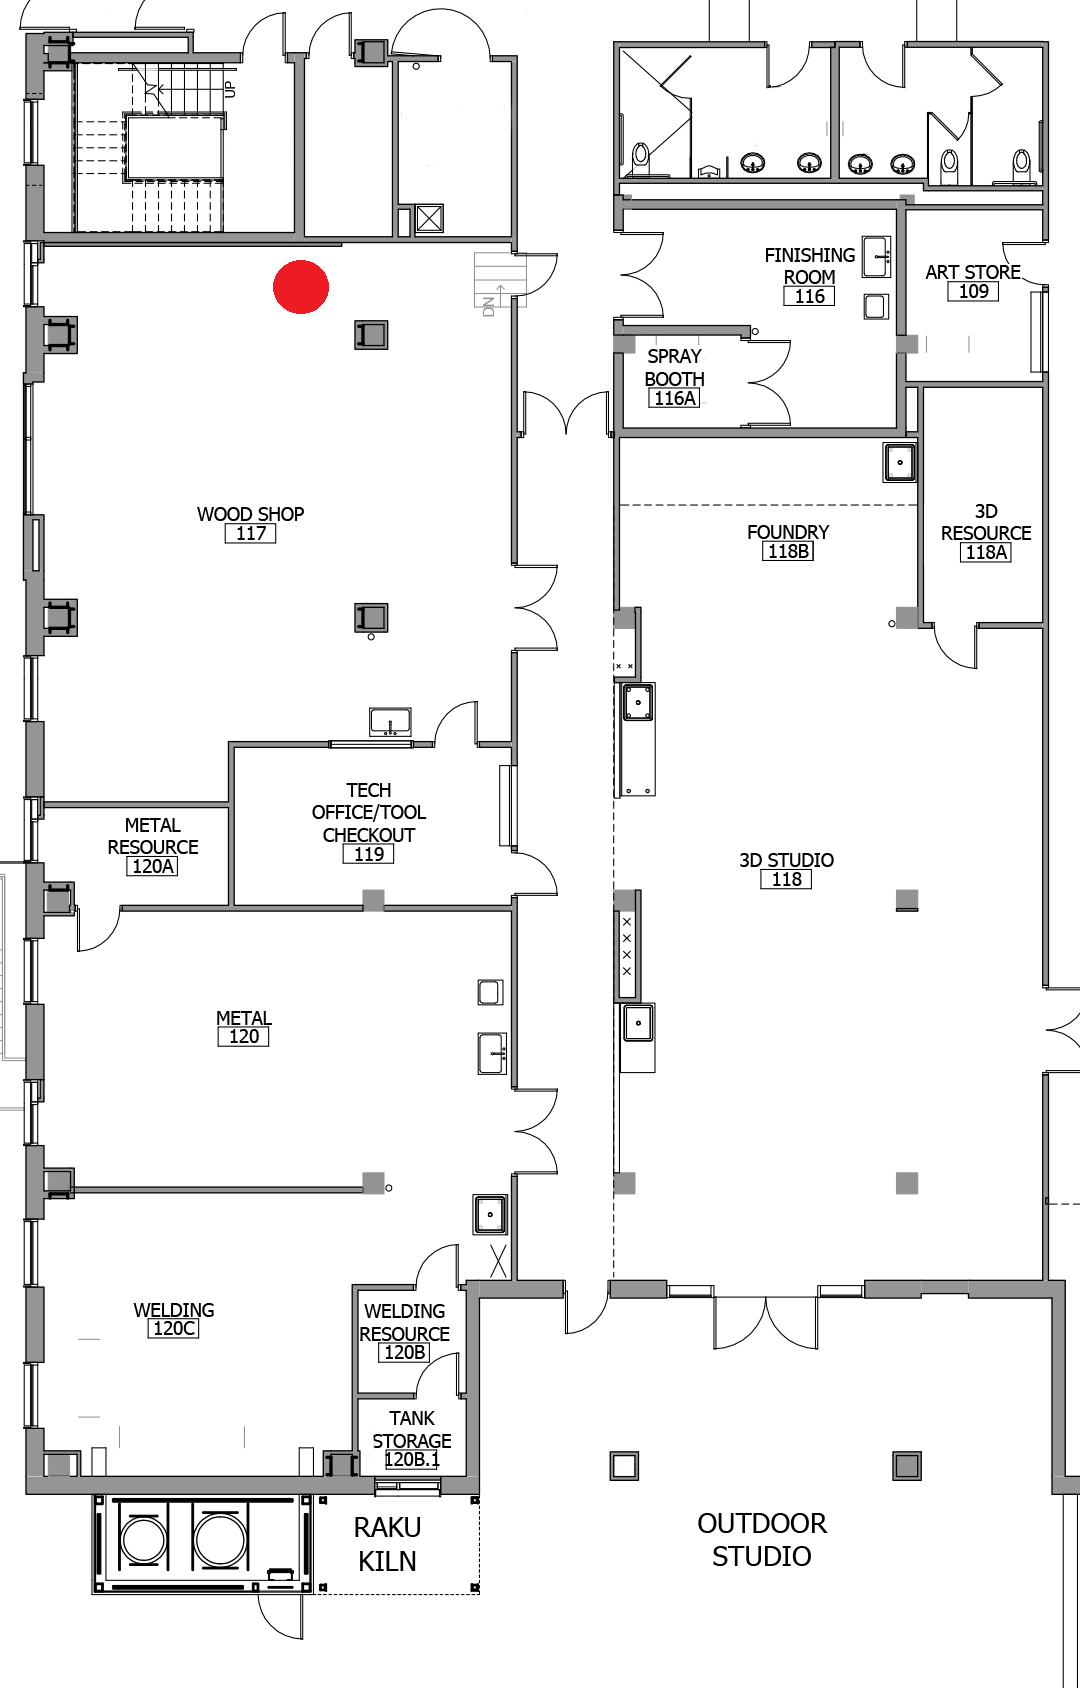 UP
FINISHING
ROOM
116
ART STORE
109
DN
SPRAY
BOOTH
116A
WOOD SHOP
117
FOUNDRY
118B
3D
RESOURCE
118A
TECH
OFFICE/TOOL
CHECKOUT
119
METAL
RESOURCE
120A
3D STUDIO
118
METAL
120
WELDING
120C
WELDING
RESOURCE
120B
TANK
STORAGE
120B.1
RAKU
KILN
OUTDOOR
STUDIO